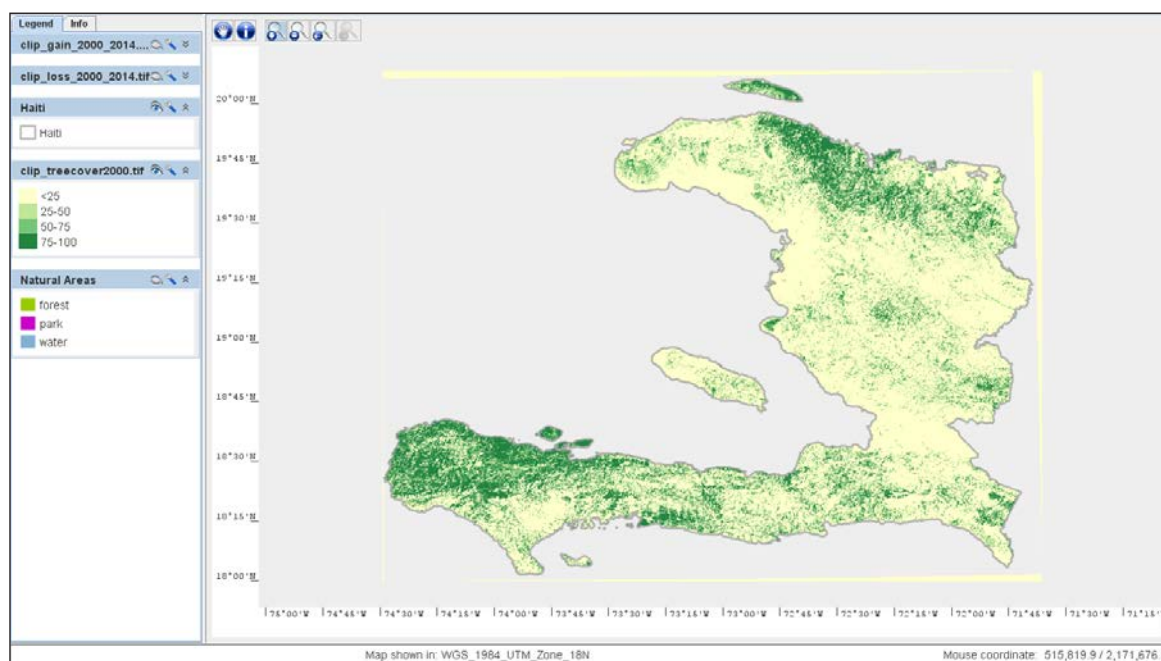 Legend Info
clip_gain_2000_2014....
clip_loss_2000_2014.tif
Haiti
Haiti
clip_treecover2000.tif
<25
25-50
50-75
75-100
Natural Areas
forest
park
water
20°00'N
19°45'N
19°30'N
19°15'N
19°00'N
18°45'N
18°30'N
18°15'N
18°00'N
75°00'W 74°45'W 74°30'W 74°15'W 74°00'W 73°45'W 73°30'W 73°15'W 73°00'W 72°45'W 72°30'W 72°15'W 72°00'W 71°45'W 71°30'W 71°15'W
Map shown in: WGS_1984_UTM_Zone_18N Mouse coordinate: 515,819.9 / 2,171,676.